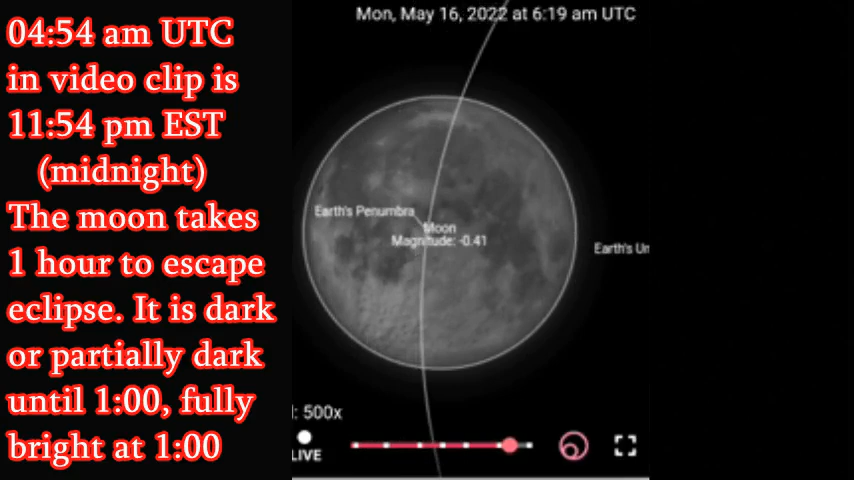 04:54 am UTC
in video clip is
11:54 pm EST
(midnight)
The moon takes
1 hour to escape
eclipse. It is dark
or partially dark
until 1:00, fully
bright at 1:00
Mon, May 16, 2022 at 6:19 am UTC
Earth's Penumbra
Moon
Magnitude: -0.41
Earth's Un
: 500x
LIVE